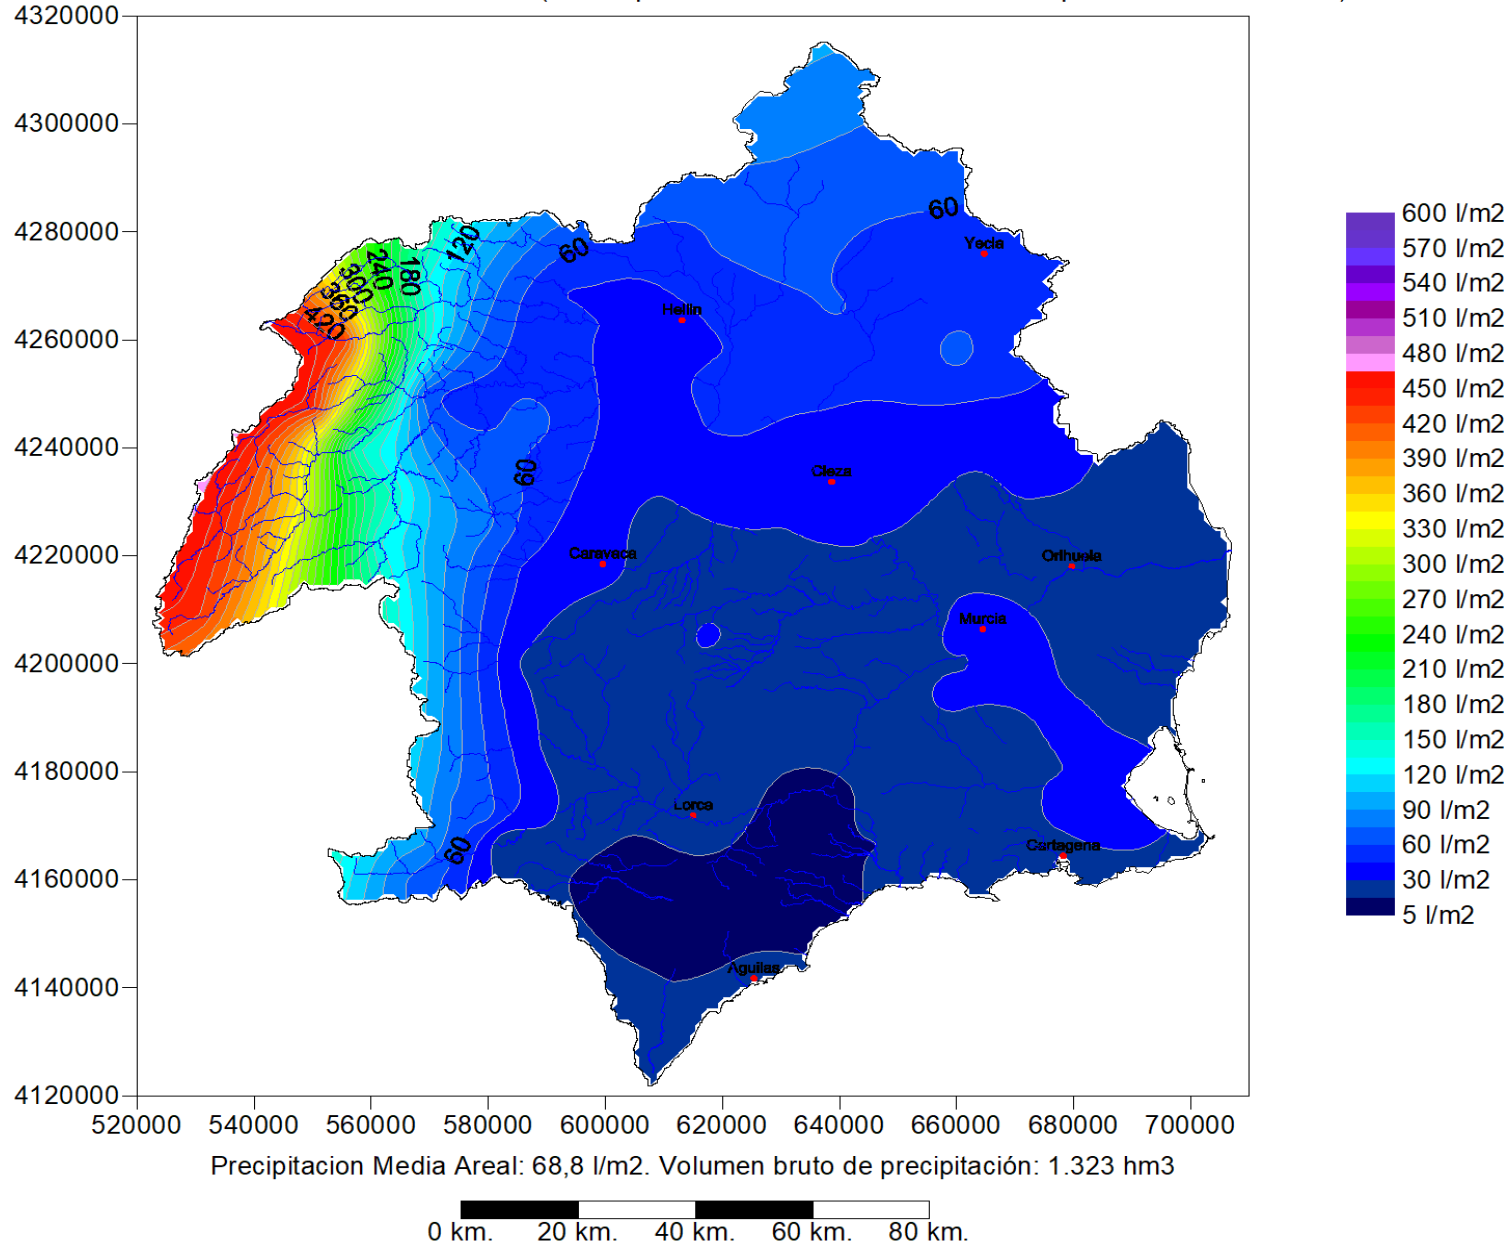 4320000
4300000
4280000
4260000
4240000
4220000
4200000
4180000
4160000
4140000
4120000
520000 540000 560000 580000 600000 620000 640000 660000 680000 700000
60
120
60
180
240
300
360
420
60
60
Yecla
Hellin
Cieza
Caravaca
Orihuela
Murcia
Lorca
Cartagena
Aguilas
600 l/m2
570 l/m2
540 l/m2
510 l/m2
480 l/m2
450 l/m2
420 l/m2
390 l/m2
360 l/m2
330 l/m2
300 l/m2
270 l/m2
240 l/m2
210 l/m2
180 l/m2
150 l/m2
120 l/m2
90 l/m2
60 l/m2
30 l/m2
5 l/m2
Precipitacion Media Areal: 68,8 l/m2. Volumen bruto de precipitación: 1.323 hm3
0 km. 20 km. 40 km. 60 km. 80 km.